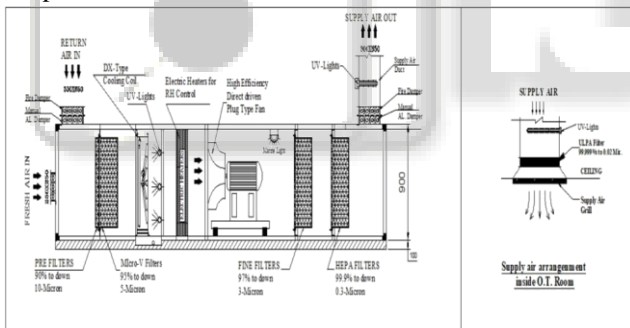 SUPPLY AIR OUT
RETURN
AIR IN
DX-Type
Cooling Coil
UV-Lights
Electric Heaters for
RH Control
High Efficiency
Direct driven
Plug Type Fan
UV-Lights
Supply Air
Duct
Fire Damper
Manual
AL. Damper
Fire Damper
Manual
AL. Damper
FRESH AIR IN
900
PRE FILTERS
90% to down
10-Micron
Micro-V Filters
95% to down
5-Micron
FINE FILTERS
97% to down
3-Micron
HEPA FILTERS
99.9% to down
0.3-Micron
SUPPLY AIR
UV-Lights
ULPA Filter
CEILING
Supply Air
Grill
Supply air arrangenment
inside O.T. Room